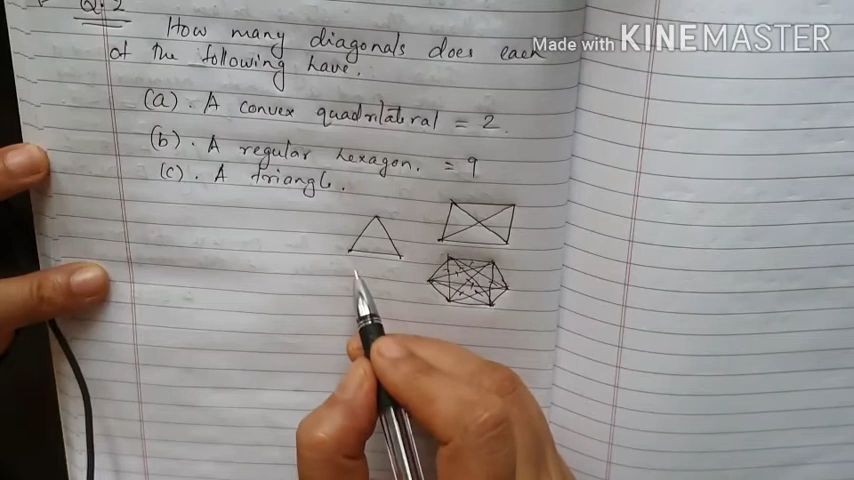 Q.2
How many diagonals does each
of the following have.
(a). A convex quadrilateral = 2.
(b). A regular hexagon. = 9
(c). A triangle.
Made with KINEMASTER